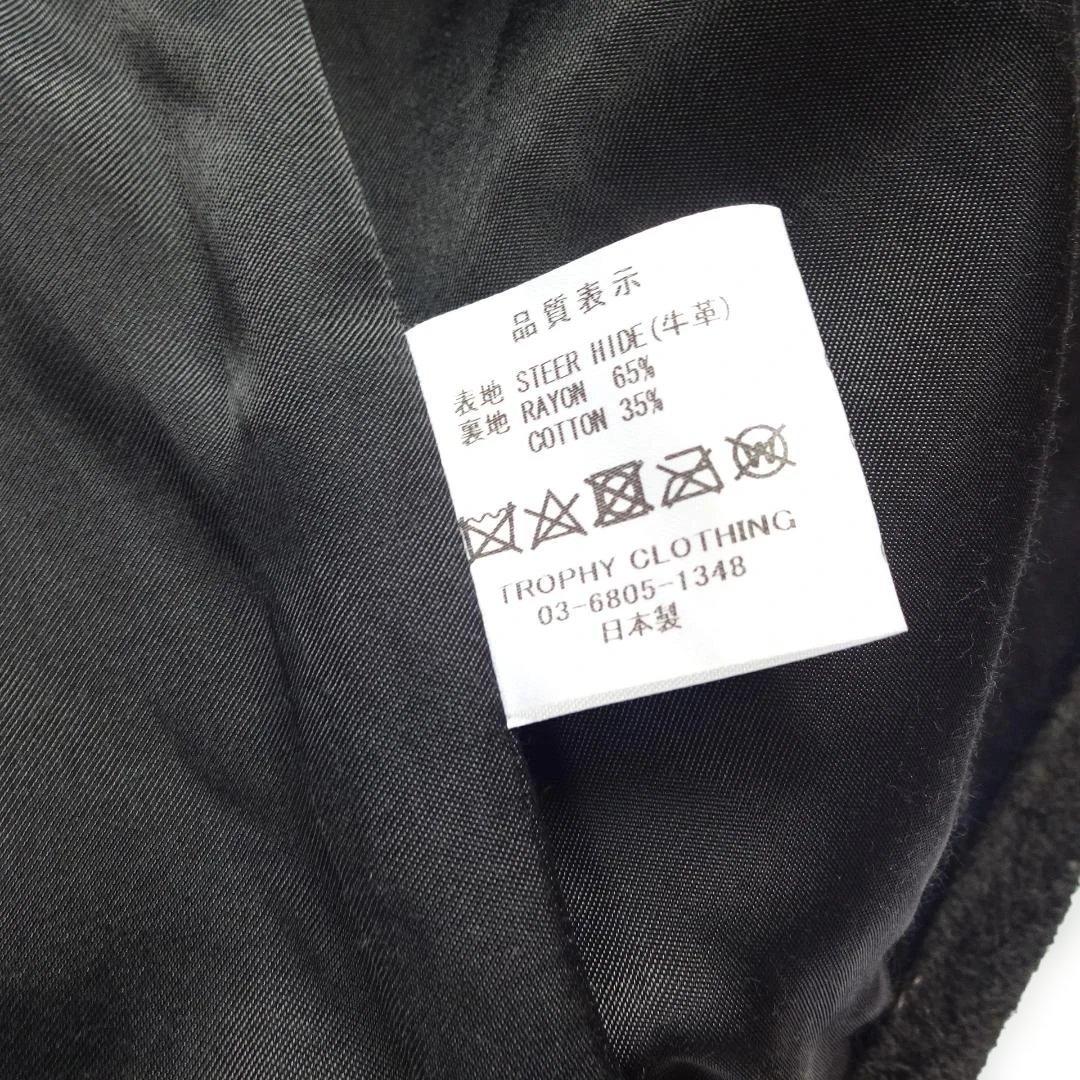 品質表示
表地 STEER HIDE(牛革)
裏地 RAYON 65%
COTTON 35%
W
TROPHY CLOTHING
03-6805-1348
日本製